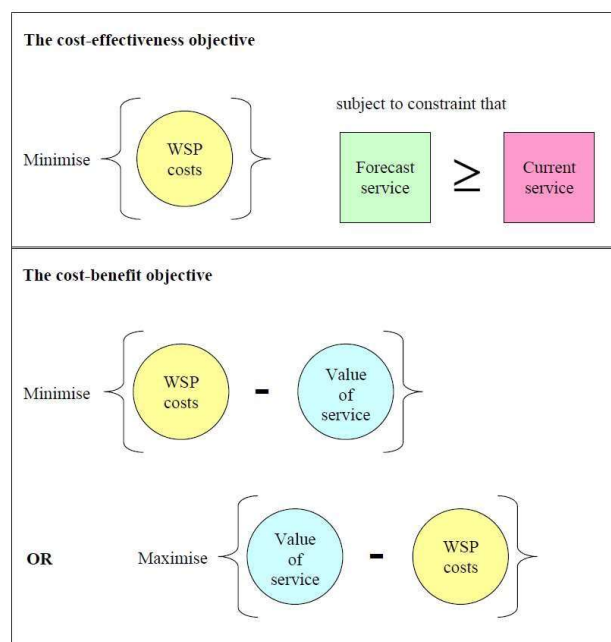 The cost-effectiveness objective
subject to constraint that
Minimise { WSP costs } Forecast service ≥ Current service
The cost-benefit objective
Minimise { WSP costs - Value of service }
OR Maximise { Value of service - WSP costs }